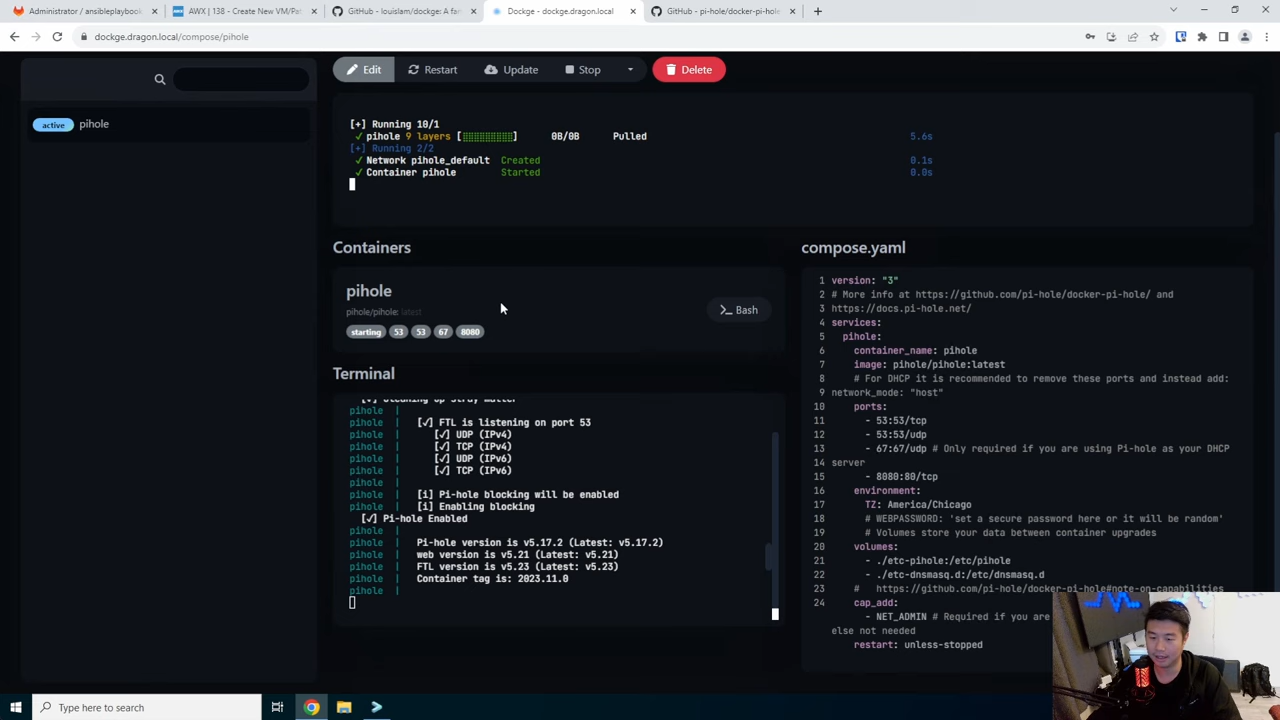 Administrator / ansibleplaybook
AWX | 138 - Create New VM/Pat
GitHub - louislam/dockge: A fan
Dockge - dockge.dragon.local
GitHub - pi-hole/docker-pi-hole
dockge.dragon.local/compose/pihole
Edit
Restart
Update
Stop
Delete
active pihole
[+] Running 10/1
✓ pihole 9 layers [⣿⣿⣿⣿⣿⣿⣿⣿⣿] 0B/0B Pulled 5.6s
[+] Running 2/2
✓ Network pihole_default Created 0.1s
✓ Container pihole Started 0.0s
Containers
pihole
pihole/pihole: latest
starting 53 53 67 8080
>_ Bash
Terminal
pihole |
pihole | [✓] FTL is listening on port 53
pihole | [✓] UDP (IPv4)
pihole | [✓] TCP (IPv4)
pihole | [✓] UDP (IPv6)
pihole | [✓] TCP (IPv6)
pihole |
pihole | [i] Pi-hole blocking will be enabled
pihole | [i] Enabling blocking
[✓] Pi-hole Enabled
pihole |
pihole | Pi-hole version is v5.17.2 (Latest: v5.17.2)
pihole | web version is v5.21 (Latest: v5.21)
pihole | FTL version is v5.23 (Latest: v5.23)
pihole | Container tag is: 2023.11.0
pihole |
compose.yaml
1 version: "3"
2 # More info at https://github.com/pi-hole/docker-pi-hole/ and
3 https://docs.pi-hole.net/
4 services:
5 pihole:
6 container_name: pihole
7 image: pihole/pihole:latest
8 # For DHCP it is recommended to remove these ports and instead add:
9 network_mode: "host"
10 ports:
11 - 53:53/tcp
12 - 53:53/udp
13 - 67:67/udp # Only required if you are using Pi-hole as your DHCP
14 server
15 - 8080:80/tcp
16 environment:
17 TZ: America/Chicago
18 # WEBPASSWORD: 'set a secure password here or it will be random'
19 # Volumes store your data between container upgrades
20 volumes:
21 - ./etc-pihole:/etc/pihole
22 - ./etc-dnsmasq.d:/etc/dnsmasq.d
23 # https://github.com/pi-hole/docker-pi-hole#note-on-capabilities
24 cap_add:
- NET_ADMIN # Required if you are
else not needed
restart: unless-stopped
Type here to search